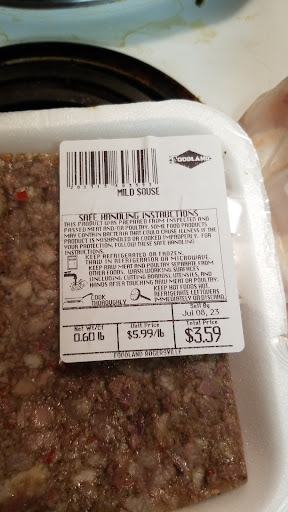 FOODLAND
MILD SOUSE
SAFE HANDLING INSTRUCTIONS
THIS PRODUCT WAS PREPARED FROM INSPECTED AND
PASSED MEAT AND/OR POULTRY. SOME FOOD PRODUCTS
MAY CONTAIN BACTERIA THAT COULD CAUSE ILLNESS IF THE
PRODUCT IS MISHANDLED OR COOKED IMPROPERLY. FOR
YOUR PROTECTION, FOLLOW THESE SAFE HANDLING
INSTRUCTIONS.
KEEP REFRIGERATED OR FROZEN.
THAW IN REFRIGERATOR OR MICROWAVE.
KEEP RAW MEAT AND POULTRY SEPARATE FROM
OTHER FOODS. WASH WORKING SURFACES
(INCLUDING CUTTING BOARDS), UTENSILS, AND
HANDS AFTER TOUCHING RAW MEAT OR POULTRY.
KEEP HOT FOODS HOT.
COOK REFRIGERATE LEFTOVERS
THOROUGHLY. IMMEDIATELY OR DISCARD.
Sell By
Jul 08, 23
Net Wt/Ct Unit Price Total Price
0.60 lb $5.99/lb $3.59
FOODLAND ROGERSVILLE